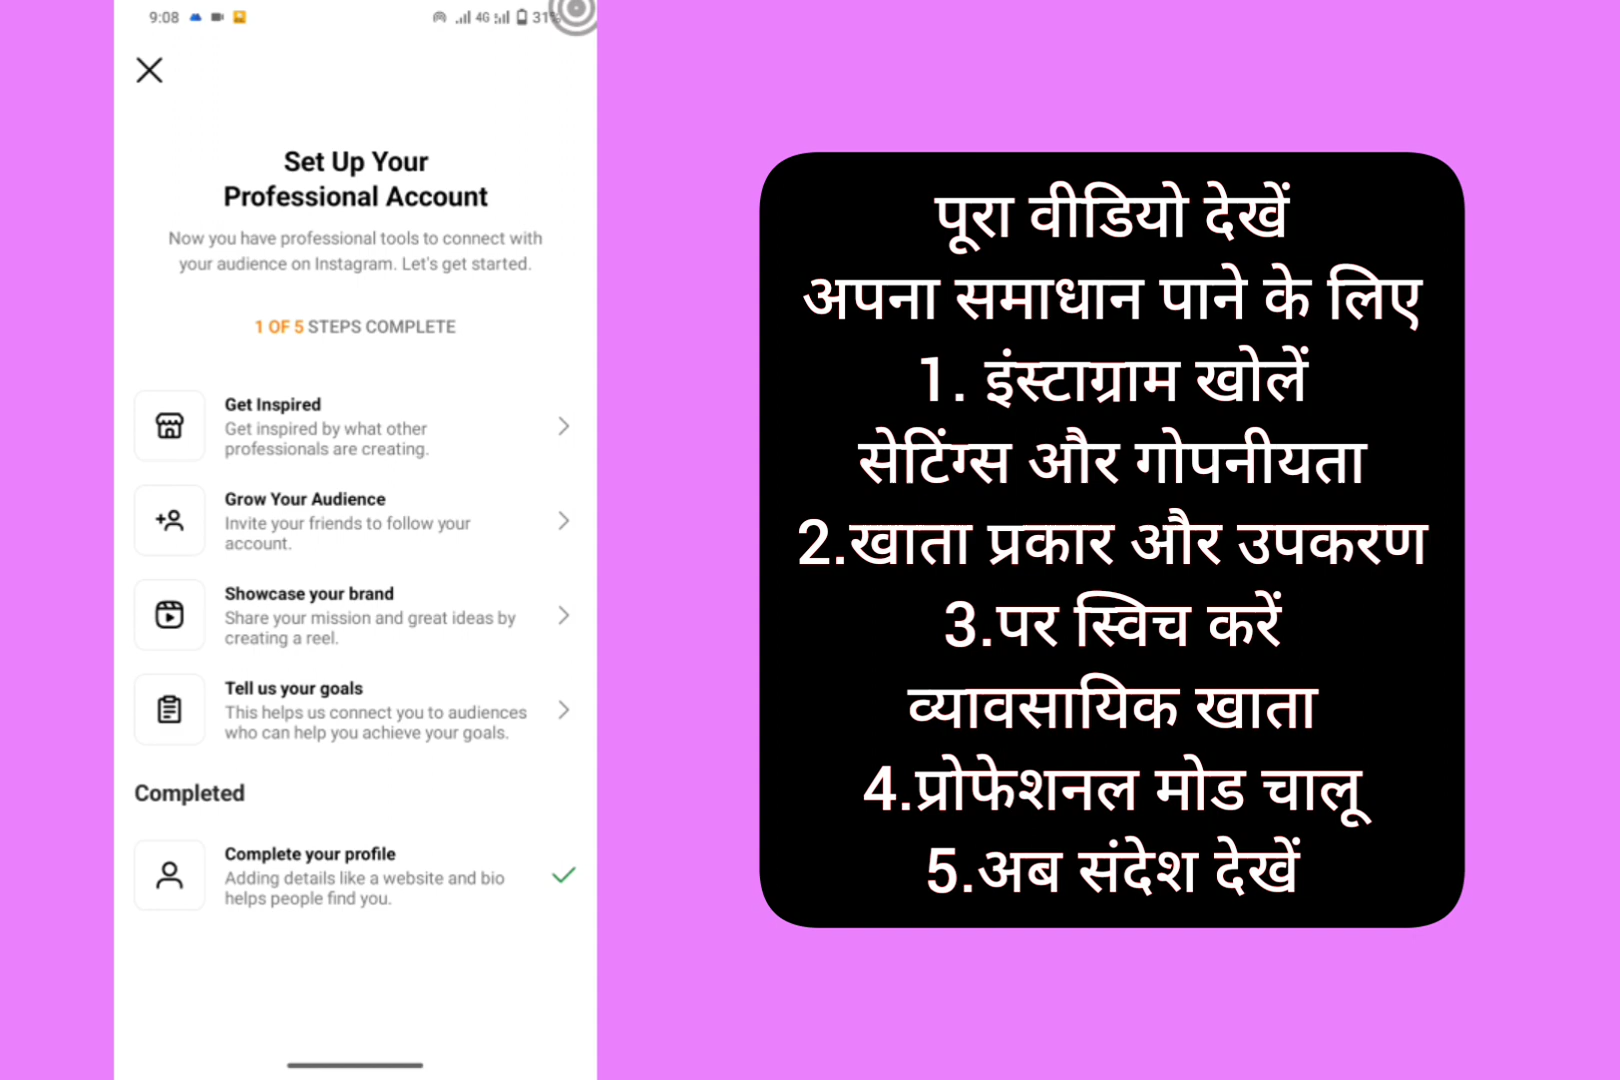 9:08
4G 31%
Set Up Your
Professional Account
Now you have professional tools to connect with
your audience on Instagram. Let's get started.
1 OF 5 STEPS COMPLETE
Get Inspired
Get inspired by what other
professionals are creating.
Grow Your Audience
Invite your friends to follow your
account.
Showcase your brand
Share your mission and great ideas by
creating a reel.
Tell us your goals
This helps us connect you to audiences
who can help you achieve your goals.
Completed
Complete your profile
Adding details like a website and bio
helps people find you.
पूरा वीडियो देखें
अपना समाधान पाने के लिए
1. इंस्टाग्राम खोलें
सेटिंग्स और गोपनीयता
2.खाता प्रकार और उपकरण
3.पर स्विच करें
व्यावसायिक खाता
4.प्रोफेशनल मोड चालू
5.अब संदेश देखें